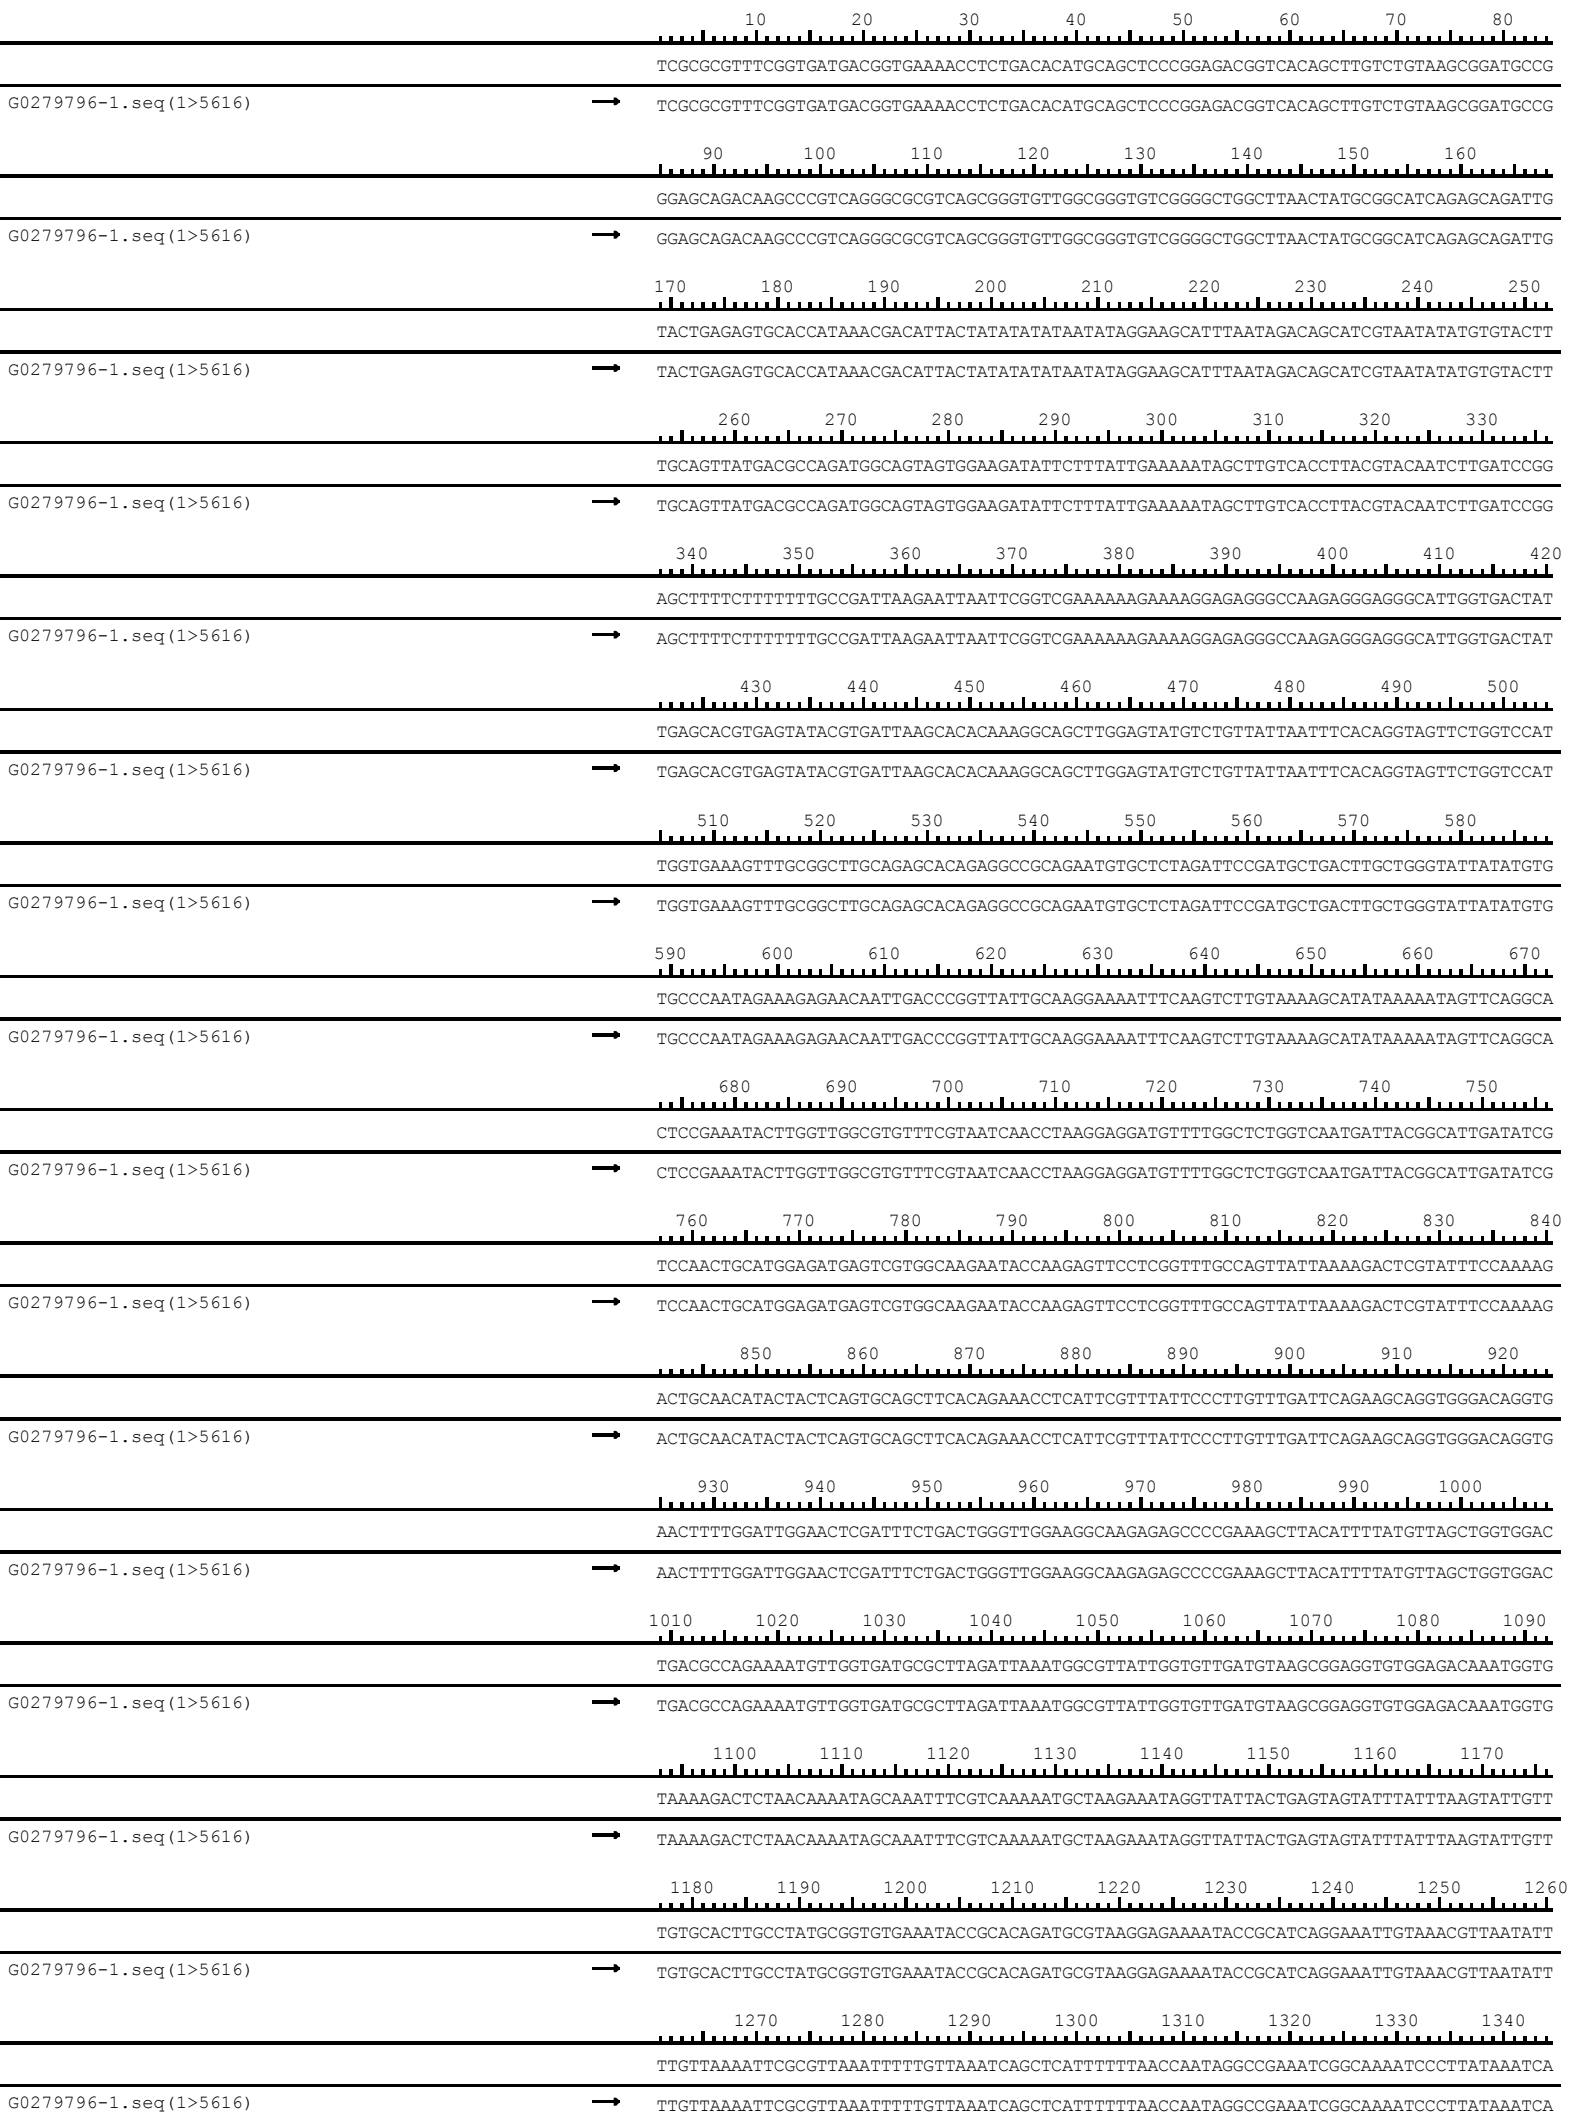 10 20 30 40 50 60 70 80
TCGCGCGTTTCGGTGATGACGGTGAAAACCTCTGACACATGCAGCTCCCGGAGACGGTCACAGCTTGTCTGTAAGCGGATGCCG
G0279796-1.seq(1>5616) → TCGCGCGTTTCGGTGATGACGGTGAAAACCTCTGACACATGCAGCTCCCGGAGACGGTCACAGCTTGTCTGTAAGCGGATGCCG
90 100 110 120 130 140 150 160
GGAGCAGACAAGCCCGTCAGGGCGCGTCAGCGGGTGTTGGCGGGTGTCGGGGCTGGCTTAACTATGCGGCATCAGAGCAGATTG
G0279796-1.seq(1>5616) → GGAGCAGACAAGCCCGTCAGGGCGCGTCAGCGGGTGTTGGCGGGTGTCGGGGCTGGCTTAACTATGCGGCATCAGAGCAGATTG
170 180 190 200 210 220 230 240 250
TACTGAGAGTGCACCATAAACGACATTACTATATATATAATATAGGAAGCATTTAATAGACAGCATCGTAATATATGTGTACTT
G0279796-1.seq(1>5616) → TACTGAGAGTGCACCATAAACGACATTACTATATATATAATATAGGAAGCATTTAATAGACAGCATCGTAATATATGTGTACTT
260 270 280 290 300 310 320 330
TGCAGTTATGACGCCAGATGGCAGTAGTGGAAGATATTCTTTATTGAAAAATAGCTTGTCACCTTACGTACAATCTTGATCCGG
G0279796-1.seq(1>5616) → TGCAGTTATGACGCCAGATGGCAGTAGTGGAAGATATTCTTTATTGAAAAATAGCTTGTCACCTTACGTACAATCTTGATCCGG
340 350 360 370 380 390 400 410 420
AGCTTTTCTTTTTTTGCCGATTAAGAATTAATTCGGTCGAAAAAAGAAAAGGAGAGGGCCAAGAGGGAGGGCATTGGTGACTAT
G0279796-1.seq(1>5616) → AGCTTTTCTTTTTTTGCCGATTAAGAATTAATTCGGTCGAAAAAAGAAAAGGAGAGGGCCAAGAGGGAGGGCATTGGTGACTAT
430 440 450 460 470 480 490 500
TGAGCACGTGAGTATACGTGATTAAGCACACAAAGGCAGCTTGGAGTATGTCTGTTATTAATTTCACAGGTAGTTCTGGTCCAT
G0279796-1.seq(1>5616) → TGAGCACGTGAGTATACGTGATTAAGCACACAAAGGCAGCTTGGAGTATGTCTGTTATTAATTTCACAGGTAGTTCTGGTCCAT
510 520 530 540 550 560 570 580
TGGTGAAAGTTTGCGGCTTGCAGAGCACAGAGGCCGCAGAATGTGCTCTAGATTCCGATGCTGACTTGCTGGGTATTATATGTG
G0279796-1.seq(1>5616) → TGGTGAAAGTTTGCGGCTTGCAGAGCACAGAGGCCGCAGAATGTGCTCTAGATTCCGATGCTGACTTGCTGGGTATTATATGTG
590 600 610 620 630 640 650 660 670
TGCCCAATAGAAAGAGAACAATTGACCCGGTTATTGCAAGGAAAATTTCAAGTCTTGTAAAAGCATATAAAAATAGTTCAGGCA
G0279796-1.seq(1>5616) → TGCCCAATAGAAAGAGAACAATTGACCCGGTTATTGCAAGGAAAATTTCAAGTCTTGTAAAAGCATATAAAAATAGTTCAGGCA
680 690 700 710 720 730 740 750
CTCCGAAATACTTGGTTGGCGTGTTTCGTAATCAACCTAAGGAGGATGTTTTGGCTCTGGTCAATGATTACGGCATTGATATCG
G0279796-1.seq(1>5616) → CTCCGAAATACTTGGTTGGCGTGTTTCGTAATCAACCTAAGGAGGATGTTTTGGCTCTGGTCAATGATTACGGCATTGATATCG
760 770 780 790 800 810 820 830 840
TCCAACTGCATGGAGATGAGTCGTGGCAAGAATACCAAGAGTTCCTCGGTTTGCCAGTTATTAAAAGACTCGTATTTCCAAAAG
G0279796-1.seq(1>5616) → TCCAACTGCATGGAGATGAGTCGTGGCAAGAATACCAAGAGTTCCTCGGTTTGCCAGTTATTAAAAGACTCGTATTTCCAAAAG
850 860 870 880 890 900 910 920
ACTGCAACATACTACTCAGTGCAGCTTCACAGAAACCTCATTCGTTTATTCCCTTGTTTGATTCAGAAGCAGGTGGGACAGGTG
G0279796-1.seq(1>5616) → ACTGCAACATACTACTCAGTGCAGCTTCACAGAAACCTCATTCGTTTATTCCCTTGTTTGATTCAGAAGCAGGTGGGACAGGTG
930 940 950 960 970 980 990 1000
AACTTTTGGATTGGAACTCGATTTCTGACTGGGTTGGAAGGCAAGAGAGCCCCGAAAGCTTACATTTTATGTTAGCTGGTGGAC
G0279796-1.seq(1>5616) → AACTTTTGGATTGGAACTCGATTTCTGACTGGGTTGGAAGGCAAGAGAGCCCCGAAAGCTTACATTTTATGTTAGCTGGTGGAC
1010 1020 1030 1040 1050 1060 1070 1080 1090
TGACGCCAGAAAATGTTGGTGATGCGCTTAGATTAAATGGCGTTATTGGTGTTGATGTAAGCGGAGGTGTGGAGACAAATGGTG
G0279796-1.seq(1>5616) → TGACGCCAGAAAATGTTGGTGATGCGCTTAGATTAAATGGCGTTATTGGTGTTGATGTAAGCGGAGGTGTGGAGACAAATGGTG
1100 1110 1120 1130 1140 1150 1160 1170
TAAAAGACTCTAACAAAATAGCAAATTTCGTCAAAAATGCTAAGAAATAGGTTATTACTGAGTAGTATTTATTTAAGTATTGTT
G0279796-1.seq(1>5616) → TAAAAGACTCTAACAAAATAGCAAATTTCGTCAAAAATGCTAAGAAATAGGTTATTACTGAGTAGTATTTATTTAAGTATTGTT
1180 1190 1200 1210 1220 1230 1240 1250 1260
TGTGCACTTGCCTATGCGGTGTGAAATACCGCACAGATGCGTAAGGAGAAAATACCGCATCAGGAAATTGTAAACGTTAATATT
G0279796-1.seq(1>5616) → TGTGCACTTGCCTATGCGGTGTGAAATACCGCACAGATGCGTAAGGAGAAAATACCGCATCAGGAAATTGTAAACGTTAATATT
1270 1280 1290 1300 1310 1320 1330 1340
TTGTTAAAATTCGCGTTAAATTTTTGTTAAATCAGCTCATTTTTTAACCAATAGGCCGAAATCGGCAAAATCCCTTATAAATCA
G0279796-1.seq(1>5616) → TTGTTAAAATTCGCGTTAAATTTTTGTTAAATCAGCTCATTTTTTAACCAATAGGCCGAAATCGGCAAAATCCCTTATAAATCA